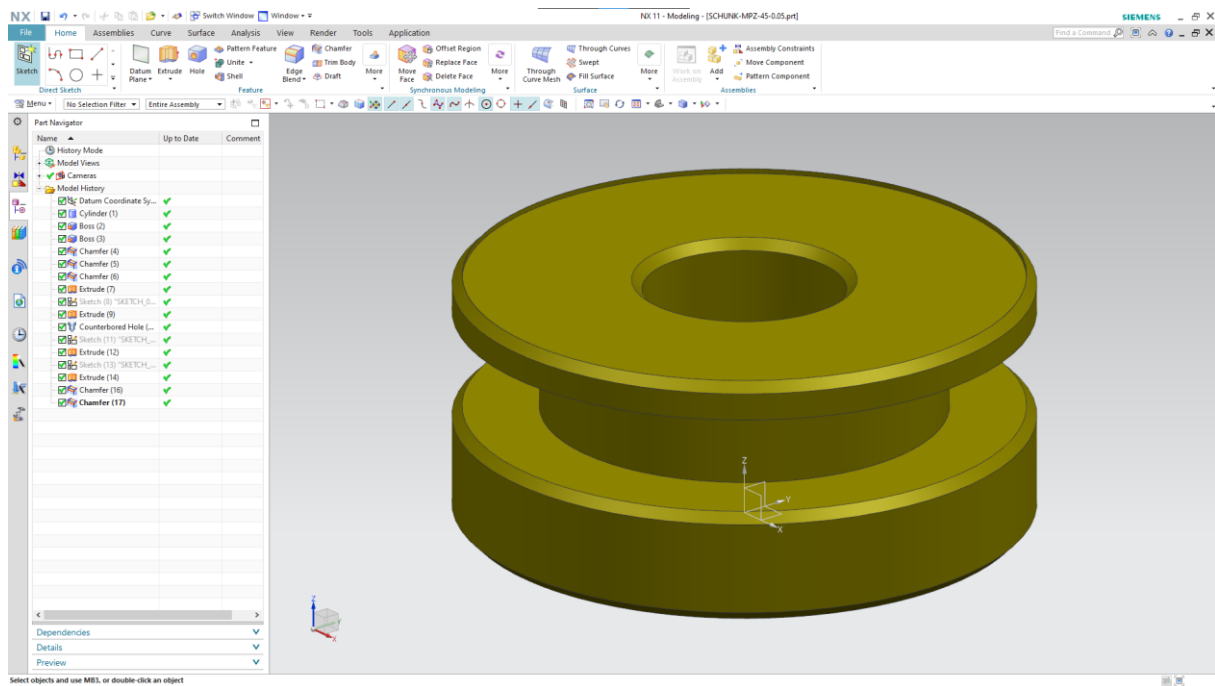 NX Switch Window Window NX 11 - Modeling - [SCHUNK-MPZ-45-0.05.prt] SIEMENS
File Home Assemblies Curve Surface Analysis View Render Tools Application Find a Command
Sketch
Direct Sketch
Datum Plane
Extrude
Hole
Pattern Feature
Unite
Shell
Edge Blend
Chamfer
Trim Body
Draft
More
Feature
Move Face
Offset Region
Replace Face
Delete Face
More
Synchronous Modeling
Through Curve Mesh
Through Curves
Swept
Fill Surface
More
Surface
Work on Assembly
Add
Assembly Constraints
Move Component
Pattern Component
Assemblies
Menu No Selection Filter Entire Assembly
Part Navigator
Name Up to Date Comment
History Mode
Model Views
Cameras
Model History
Datum Coordinate Sy...
Cylinder (1)
Boss (2)
Boss (3)
Chamfer (4)
Chamfer (5)
Chamfer (6)
Extrude (7)
Sketch (8) "SKETCH_0...
Extrude (9)
Counterbored Hole (...
Sketch (11) "SKETCH_...
Extrude (12)
Sketch (13) "SKETCH_...
Extrude (14)
Chamfer (16)
Chamfer (17)
Z
Y
X
Z
Y
X
Dependencies
Details
Preview
Select objects and use MB3, or double-click an object